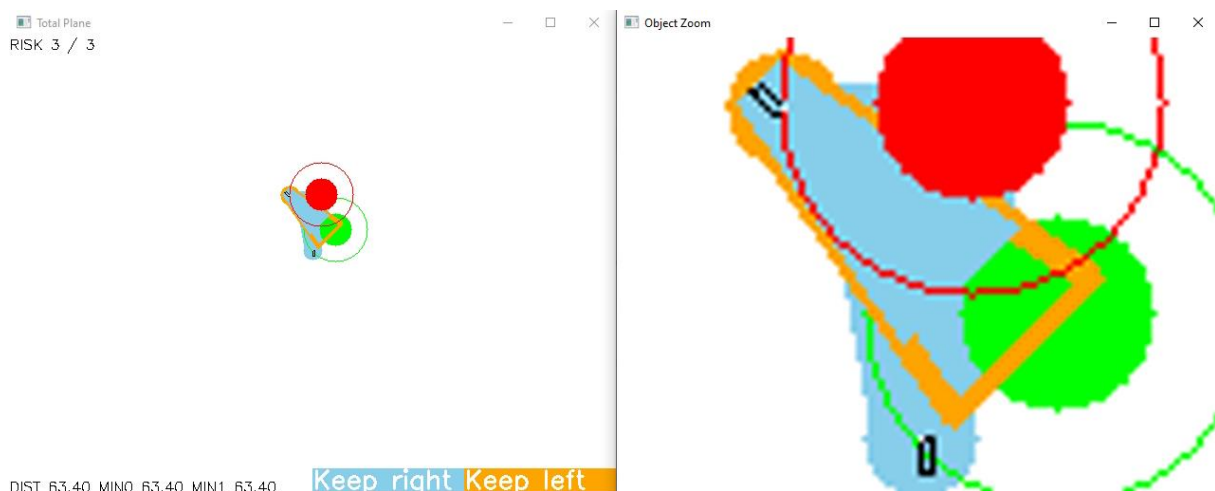 Total Plane
RISK 3 / 3
DIST 63.40 MIN0 63.40 MIN1 63.40
Keep right Keep left
Object Zoom